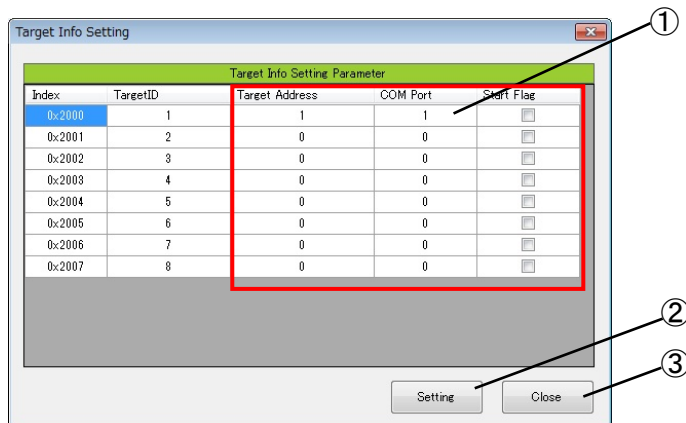 ①
Target Info Setting
Target Info Setting Parameter
Index TargetID Target Address COM Port Start Flag
0x2000 1 1 1
0x2001 2 0 0
0x2002 3 0 0
0x2003 4 0 0
0x2004 5 0 0
0x2005 6 0 0
0x2006 7 0 0
0x2007 8 0 0
②
③
Setting Close